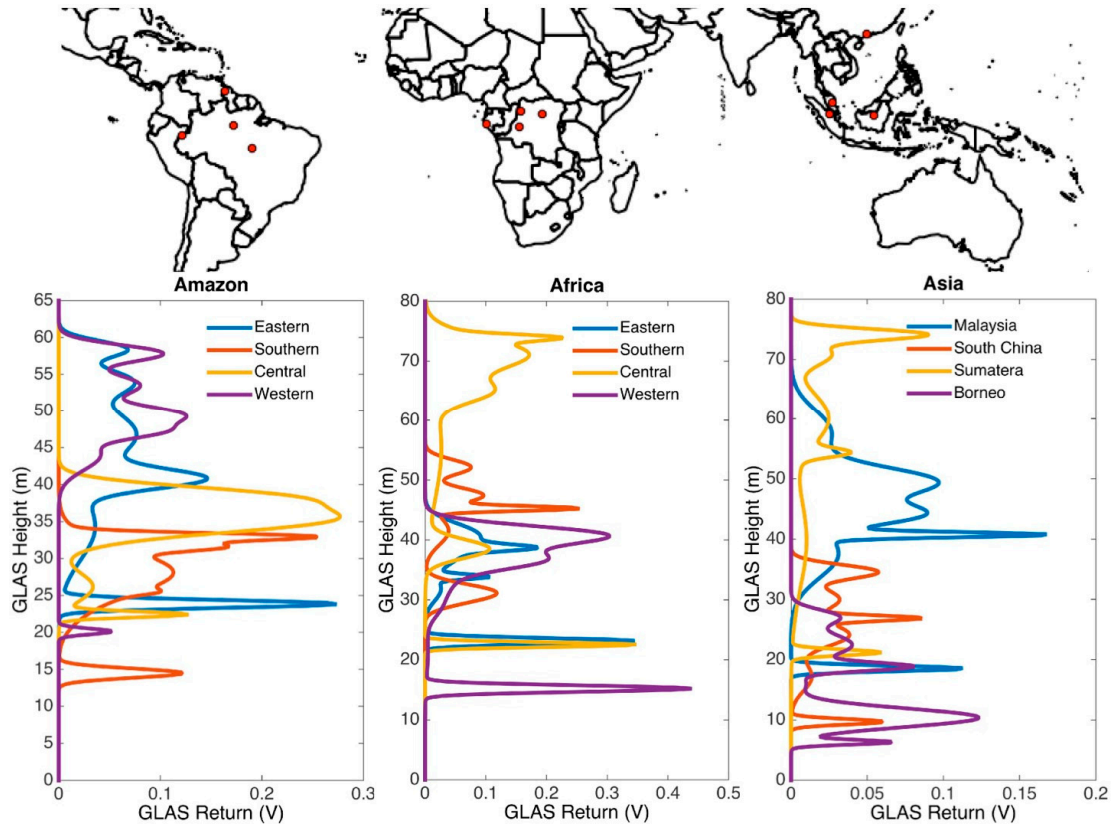 Amazon
Africa
Asia
65
60
55
50
45
40
35
30
25
20
15
10
5
0
GLAS Height (m)
Eastern
Southern
Central
Western
0
0.1
0.2
0.3
GLAS Return (V)
80
70
60
50
40
30
20
10
0
GLAS Height (m)
Eastern
Southern
Central
Western
0
0.1
0.2
0.3
0.4
0.5
GLAS Return (V)
80
70
60
50
40
30
20
10
0
GLAS Height (m)
Malaysia
South China
Sumatera
Borneo
0
0.05
0.1
0.15
0.2
GLAS Return (V)